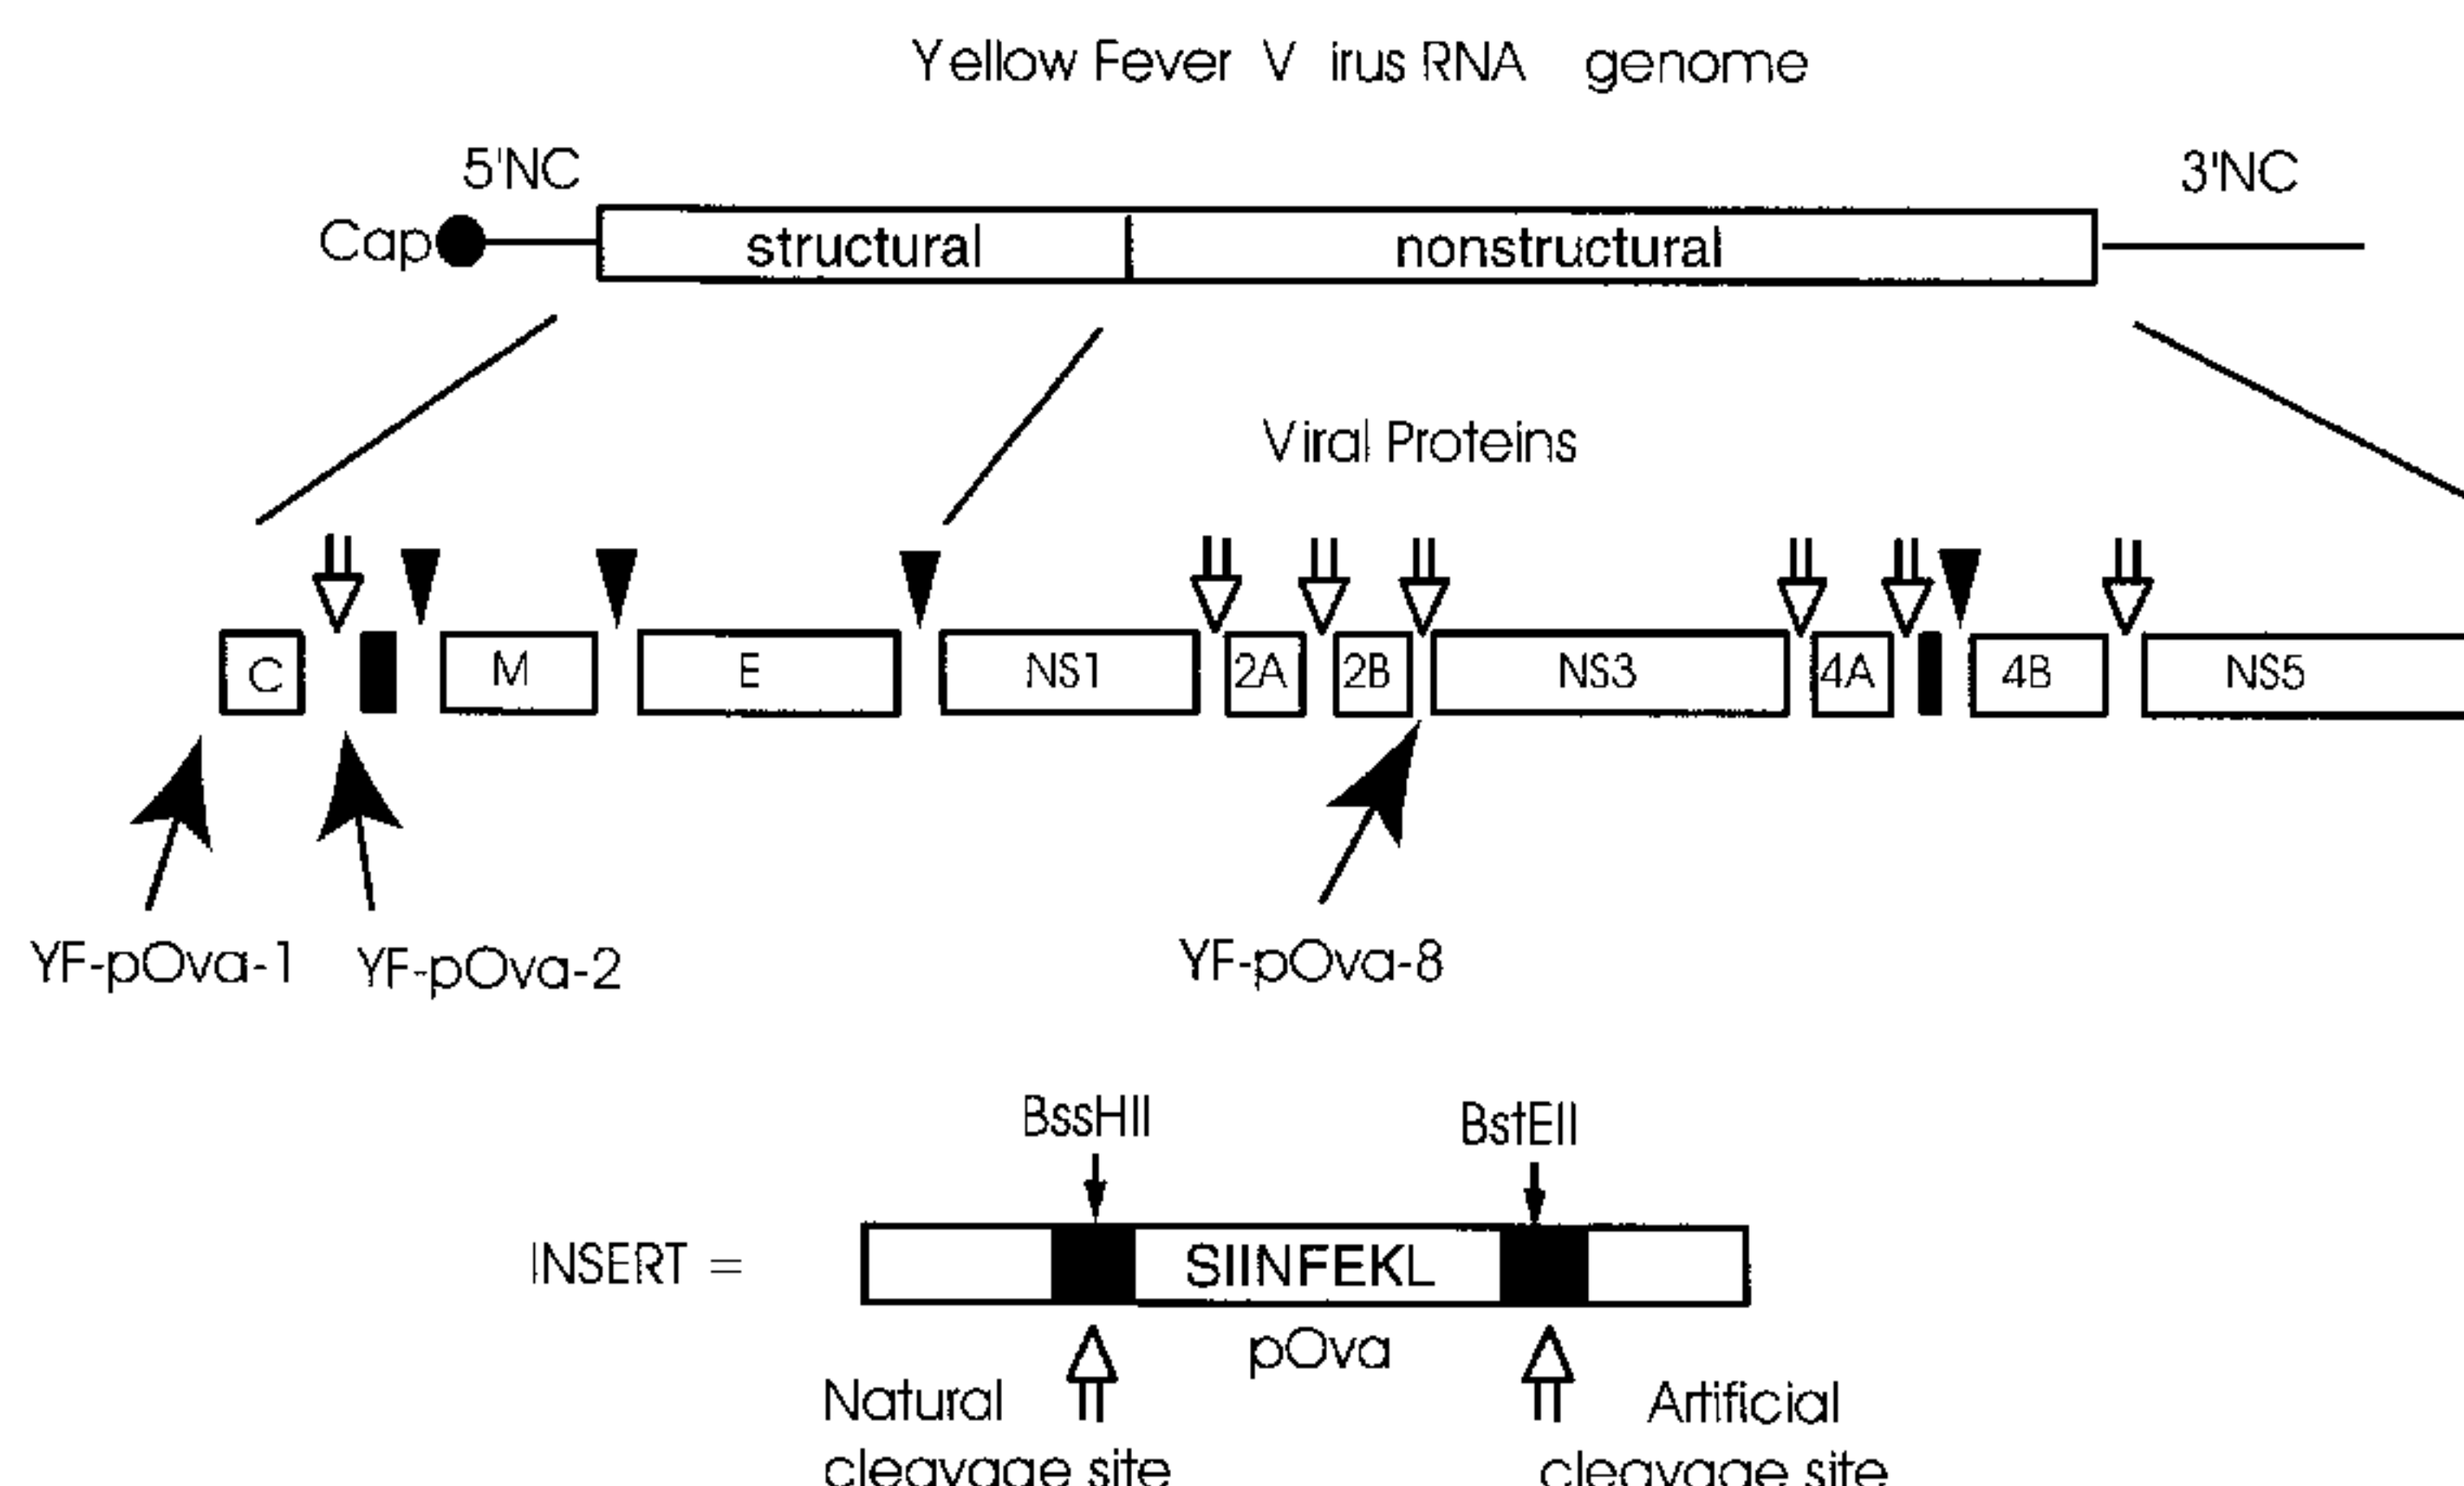 Yellow Fever V irus RNA genome
5'NC
3'NC
Cap
structural
nonstructural
Viral Proteins
C
M
E
NS1
2A
2B
NS3
4A
4B
NS5
YF-pOva-1
YF-pOva-2
YF-pOva-8
BssHII
BstEII
INSERT =
SIINFEKL
pOva
Natural
cleavage site
Artificial
cleavage site